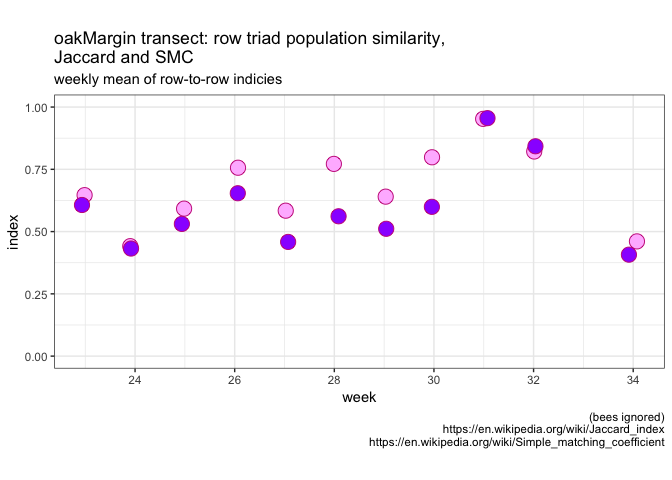 oakMargin transect: row triad population similarity,
Jaccard and SMC
weekly mean of row-to-row indicies
1.00
0.75
0.50
0.25
0.00
index
24 26 28 30 32 34
week
(bees ignored)
https://en.wikipedia.org/wiki/Jaccard_index
https://en.wikipedia.org/wiki/Simple_matching_coefficient